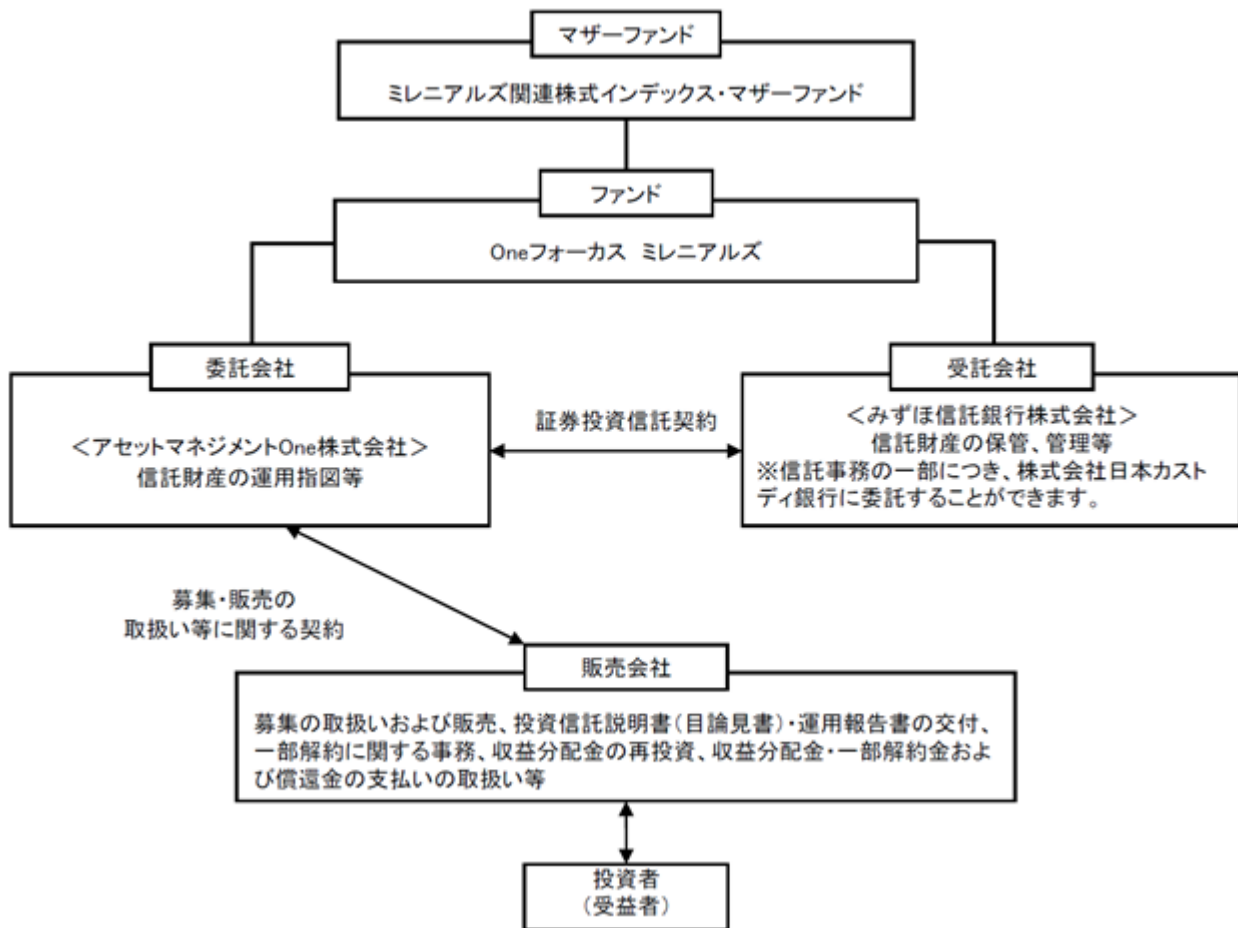 マザーファンド
ミレニアルズ関連株式インデックス・マザーファンド
ファンド
Oneフォーカス ミレニアルズ
委託会社
＜アセットマネジメントOne株式会社＞
信託財産の運用指図等
証券投資信託契約
受託会社
＜みずほ信託銀行株式会社＞
信託財産の保管、管理等
※信託事務の一部につき、株式会社日本カスト
ディ銀行に委託することができます。
募集・販売の
取扱い等に関する契約
販売会社
募集の取扱いおよび販売、投資信託説明書（目論見書）・運用報告書の交付、
一部解約に関する事務、収益分配金の再投資、収益分配金・一部解約金およ
び償還金の支払いの取扱い等
投資者
（受益者）